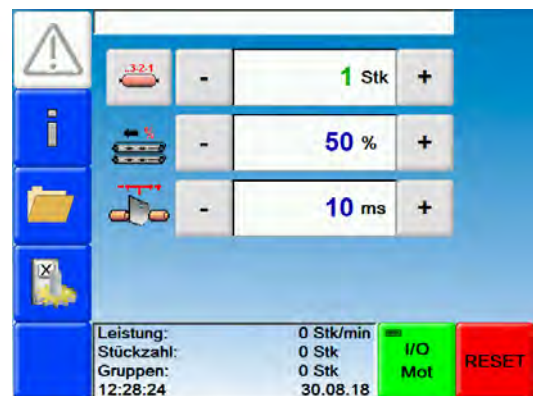 ..3-2-1
- 1 Stk +
%
- 50 % +
- 10 ms +
i
X
Leistung: 0 Stk/min
Stückzahl: 0 Stk
Gruppen: 0 Stk
12:28:24 30.08.18
I/O
Mot
RESET